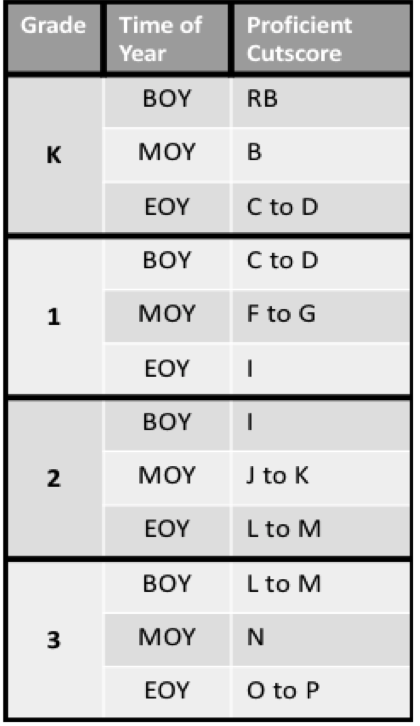 Grade Time of Year Proficient Cutscore
BOY RB
K MOY B
EOY C to D
BOY C to D
1 MOY F to G
EOY I
BOY I
2 MOY J to K
EOY L to M
BOY L to M
3 MOY N
EOY O to P